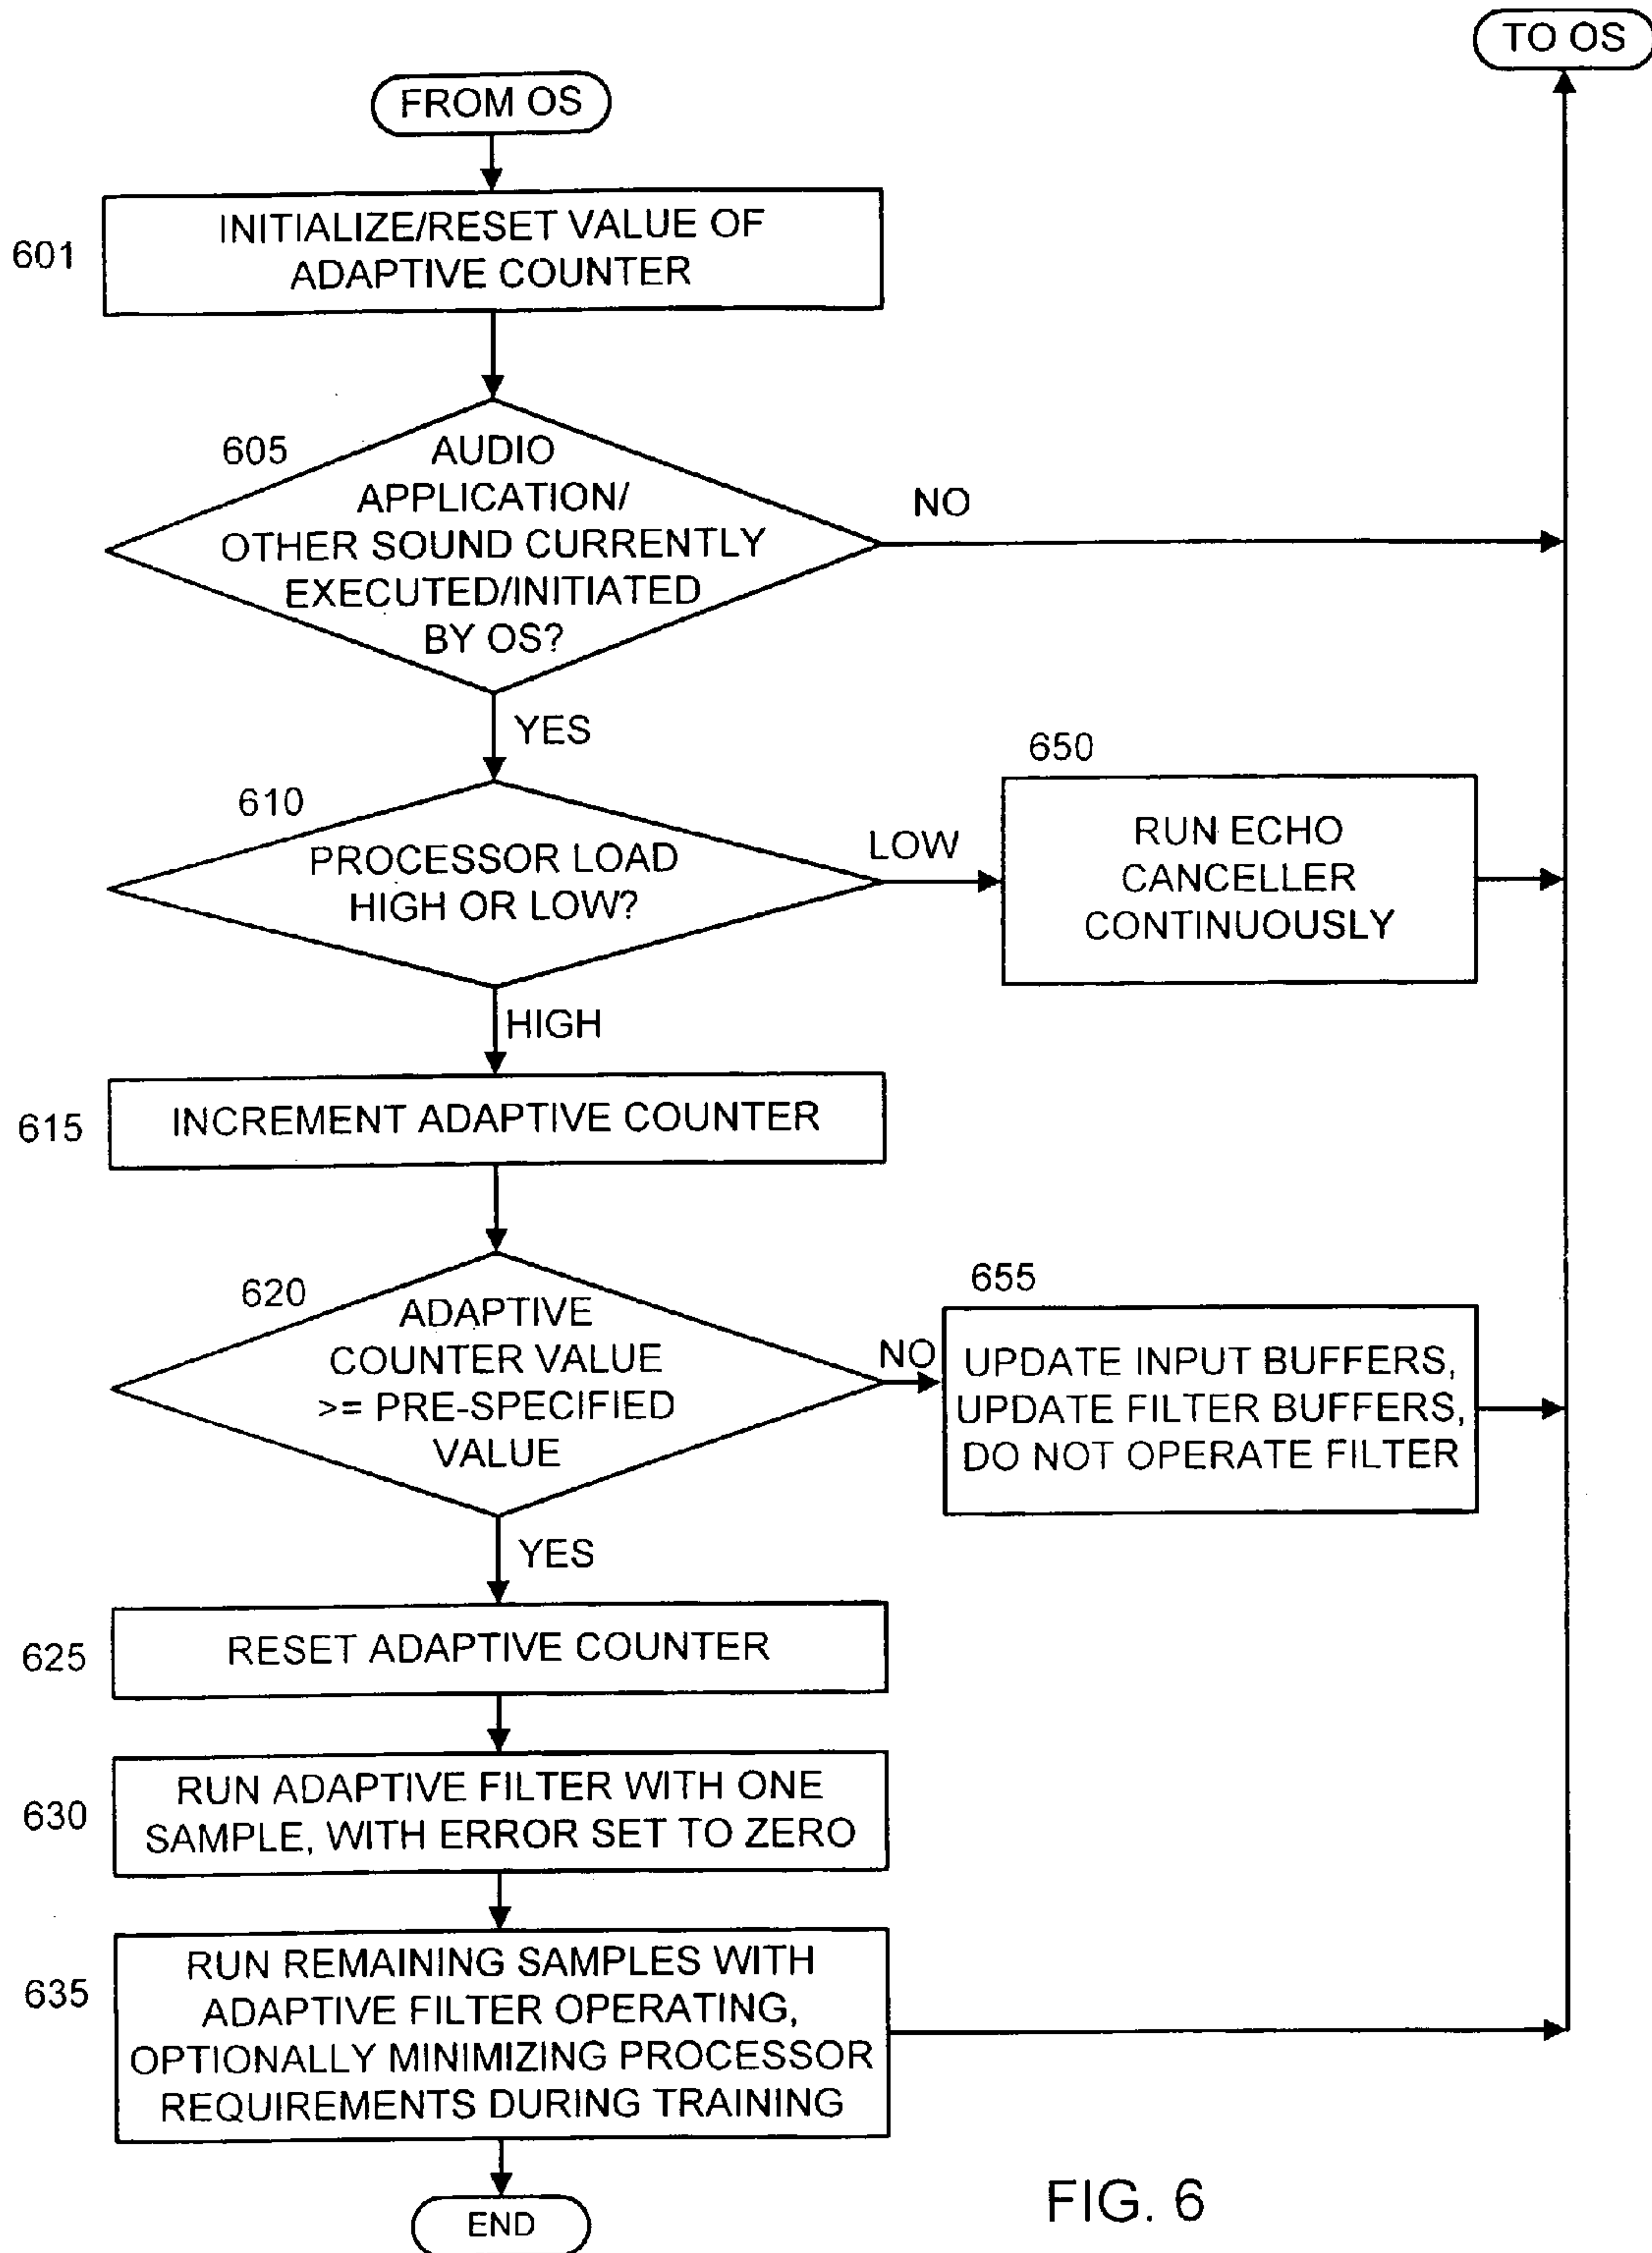 TO OS
FROM OS
601
INITIALIZE/RESET VALUE OF
ADAPTIVE COUNTER
605
AUDIO
APPLICATION/
OTHER SOUND CURRENTLY
EXECUTED/INITIATED
BY OS?
NO
YES
610
PROCESSOR LOAD
HIGH OR LOW?
LOW
650
RUN ECHO
CANCELLER
CONTINUOUSLY
HIGH
615
INCREMENT ADAPTIVE COUNTER
620
ADAPTIVE
COUNTER VALUE
>= PRE-SPECIFIED
VALUE
NO
655
UPDATE INPUT BUFFERS,
UPDATE FILTER BUFFERS,
DO NOT OPERATE FILTER
YES
625
RESET ADAPTIVE COUNTER
630
RUN ADAPTIVE FILTER WITH ONE
SAMPLE, WITH ERROR SET TO ZERO
635
RUN REMAINING SAMPLES WITH
ADAPTIVE FILTER OPERATING,
OPTIONALLY MINIMIZING PROCESSOR
REQUIREMENTS DURING TRAINING
END
FIG. 6